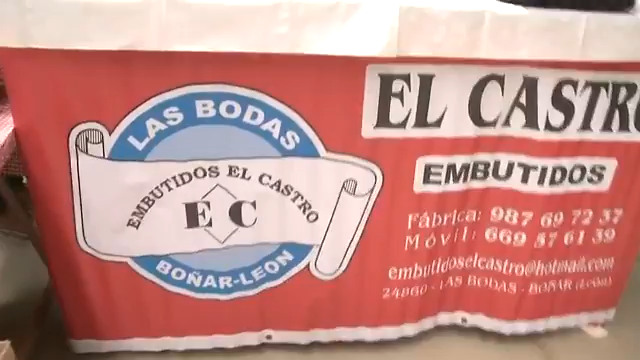 LAS BODAS
EMBUTIDOS EL CASTRO
E C
BOÑAR-LEON
EL CASTRO
EMBUTIDOS
Fábrica: 987 69 72 37
Móvil: 669 57 61 39
embutidoselcastro@hotmail.com
24860 - LAS BODAS - BOÑAR (León)